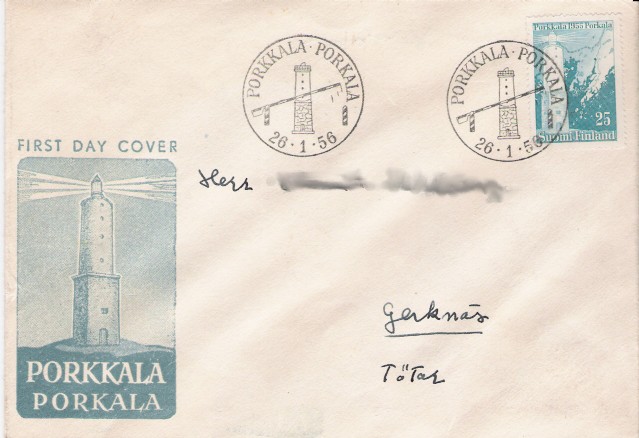 PORKKALA · PORKALA
26·1·56
PORKKALA · PORKALA
26·1·56
Porkkala 1955 Porkala
25
Suomi Finland
FIRST DAY COVER
Herr
Gerknäs
Tötar
PORKKALA
PORKALA